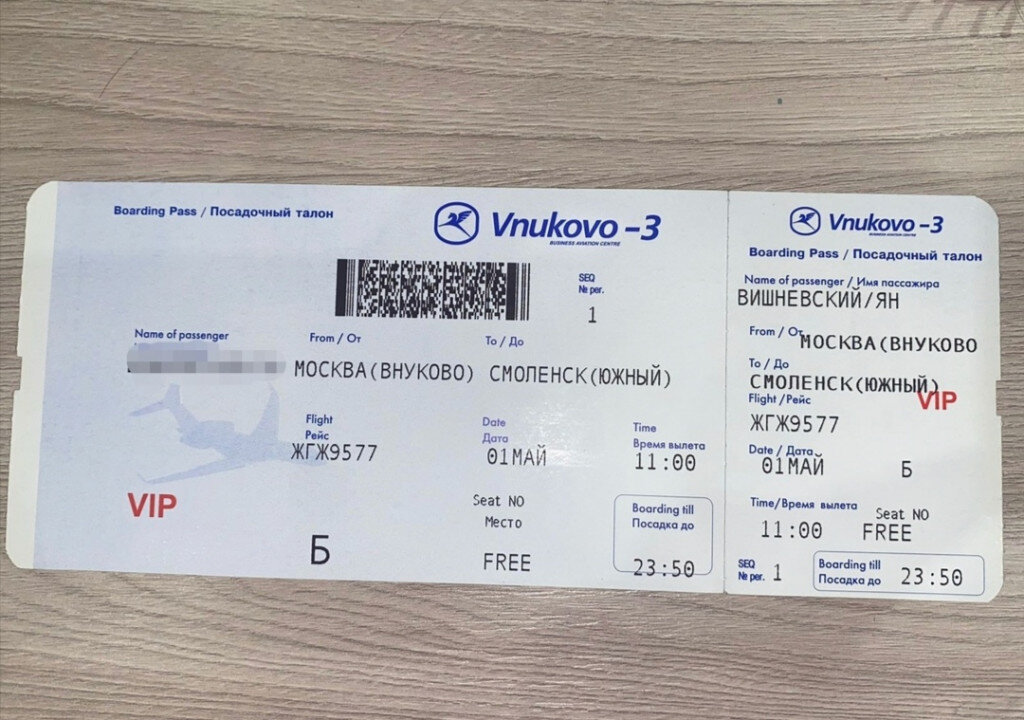 Boarding Pass / Посадочный талон
Vnukovo-3
BUSINESS AVIATION CENTRE
SEQ
№ рег.
1
Name of passenger
From / От
To / До
МОСКВА(ВНУКОВО) СМОЛЕНСК(ЮЖНЫЙ)
Flight
Рейс
ЖГЖ9577
Date
Дата
01МАЙ
Time
Время вылета
11:00
VIP
Б
Seat NO
Место
FREE
Boarding till
Посадка до
23:50
Vnukovo-3
BUSINESS AVIATION CENTRE
Boarding Pass / Посадочный талон
Name of passenger / Имя пассажира
ВИШНЕВСКИЙ/ЯН
From / От
МОСКВА(ВНУКОВО
To / До
СМОЛЕНСК(ЮЖНЫЙ)
VIP
Flight /Рейс
ЖГЖ9577
Date / Дата
01МАЙ
Б
Time/Время вылета
11:00
Seat NO
FREE
SEQ
№ рег.
1
Boarding till
Посадка до
23:50